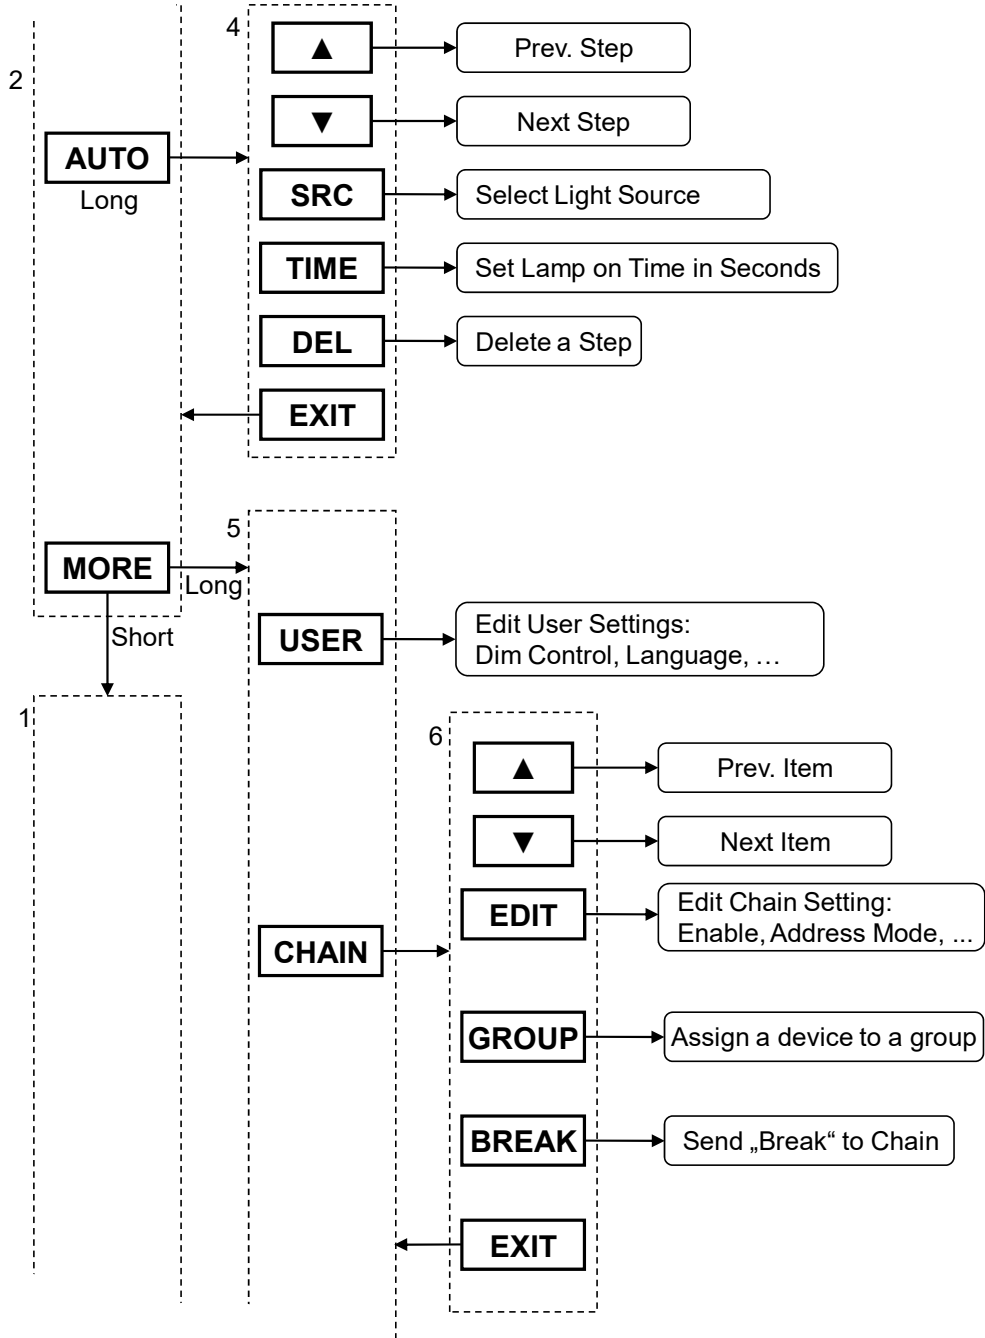 4
▲
Prev. Step
2
▼
Next Step
AUTO
Long
SRC
Select Light Source
TIME
Set Lamp on Time in Seconds
DEL
Delete a Step
EXIT
5
MORE
Long
Short
USER
Edit User Settings:
Dim Control, Language, …
1
6
▲
Prev. Item
▼
Next Item
EDIT
Edit Chain Setting:
Enable, Address Mode, ...
CHAIN
GROUP
Assign a device to a group
BREAK
Send „Break“ to Chain
EXIT